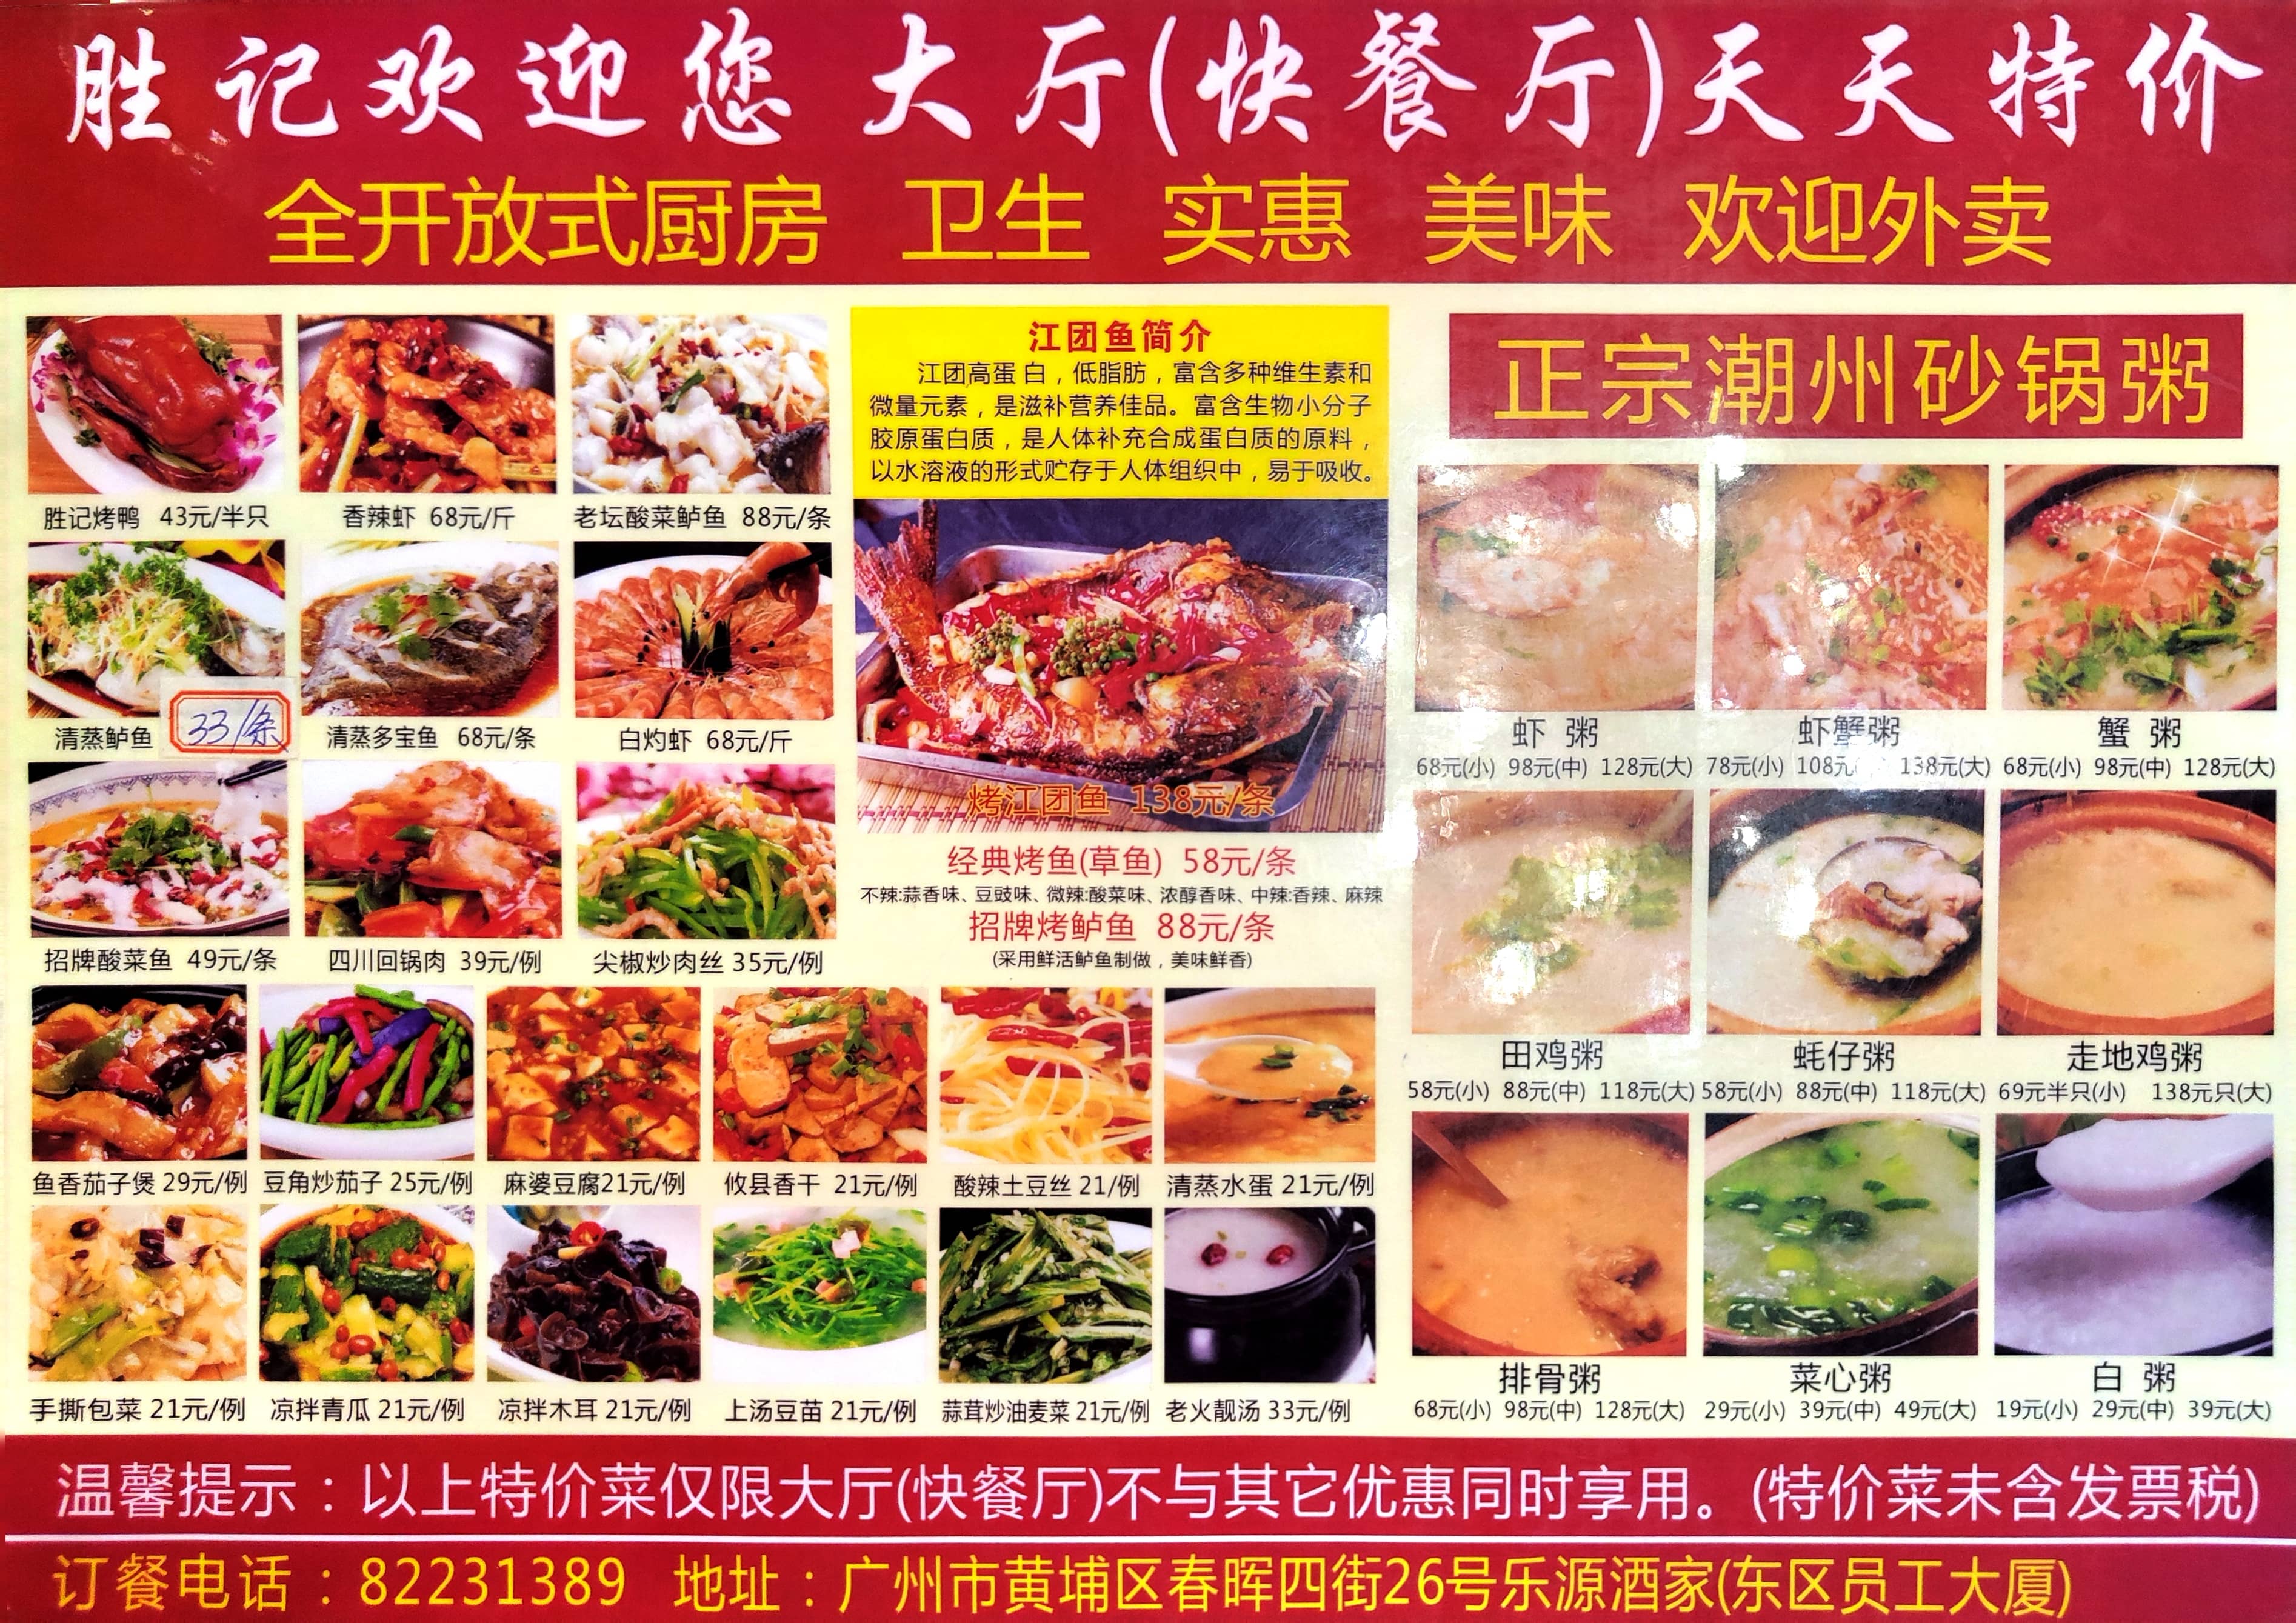 胜记欢迎您 大厅(快餐厅)天天特价
全开放式厨房 卫生 实惠 美味 欢迎外卖
胜记烤鸭 43元/半只
香辣虾 68元/斤
老坛酸菜鲈鱼 88元/条
清蒸鲈鱼 33/条
清蒸多宝鱼 68元/条
白灼虾 68元/斤
招牌酸菜鱼 49元/条
四川回锅肉 39元/例
尖椒炒肉丝 35元/例
江团鱼简介
江团高蛋 白，低脂肪，富含多种维生素和
微量元素，是滋补营养佳品。富含生物小分子
胶原蛋白质，是人体补充合成蛋白质的原料，
以水溶液的形式贮存于人体组织中，易于吸收。
烤江团鱼 138元/条
经典烤鱼(草鱼) 58元/条
不辣:蒜香味、豆豉味、微辣:酸菜味、浓醇香味、中辣:香辣、麻辣
招牌烤鲈鱼 88元/条
(采用鲜活鲈鱼制做，美味鲜香)
鱼香茄子煲 29元/例
豆角炒茄子 25元/例
麻婆豆腐21元/例
攸县香干 21元/例
酸辣土豆丝 21/例
清蒸水蛋 21元/例
手撕包菜 21元/例
凉拌青瓜 21元/例
凉拌木耳 21元/例
上汤豆苗 21元/例
蒜茸炒油麦菜 21元/例
老火靓汤 33元/例
正宗潮州砂锅粥
虾 粥
68元(小) 98元(中) 128元(大)
虾蟹粥
78元(小) 108元 138元(大)
蟹 粥
68元(小) 98元(中) 128元(大)
田鸡粥
58元(小) 88元(中) 118元(大)
蚝仔粥
58元(小) 88元(中) 118元(大)
走地鸡粥
69元半只(小) 138元只(大)
排骨粥
68元(小) 98元(中) 128元(大)
菜心粥
29元(小) 39元(中) 49元(大)
白 粥
19元(小) 29元(中) 39元(大)
温馨提示：以上特价菜仅限大厅(快餐厅)不与其它优惠同时享用。(特价菜未含发票税)
订餐电话：82231389 地址：广州市黄埔区春晖四街26号乐源酒家(东区员工大厦)